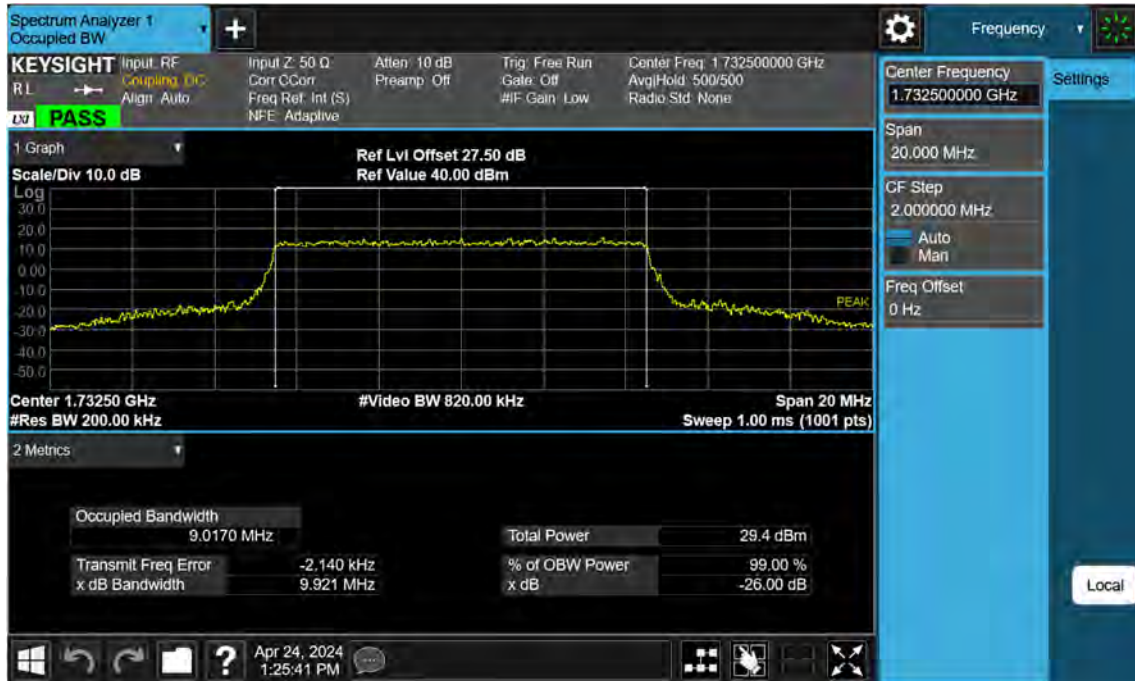 Spectrum Analyzer 1
Occupied BW
+
Frequency
KEYSIGHT
RL
PASS
Input: RF
Coupling: DC
Align: Auto
Input Z: 50 Ω
Corr CCorr
Freq Ref: Int (S)
NFE: Adaptive
Atten: 10 dB
Preamp: Off
Trig: Free Run
Gate: Off
#IF Gain: Low
Center Freq: 1.732500000 GHz
Avg|Hold: 500/500
Radio Std: None
1 Graph
Scale/Div 10.0 dB
Ref Lvl Offset 27.50 dB
Ref Value 40.00 dBm
Log
30.0
20.0
10.0
0.00
-10.0
-20.0
-30.0
-40.0
-50.0
PEAK
Center 1.73250 GHz
#Video BW 820.00 kHz
Span 20 MHz
#Res BW 200.00 kHz
Sweep 1.00 ms (1001 pts)
2 Metrics
Occupied Bandwidth
9.0170 MHz
Total Power 29.4 dBm
Transmit Freq Error -2.140 kHz
% of OBW Power 99.00 %
x dB Bandwidth 9.921 MHz
x dB -26.00 dB
Apr 24, 2024
1:25:41 PM
?
Center Frequency
1.732500000 GHz
Settings
Span
20.000 MHz
CF Step
2.000000 MHz
Auto
Man
Freq Offset
0 Hz
Local